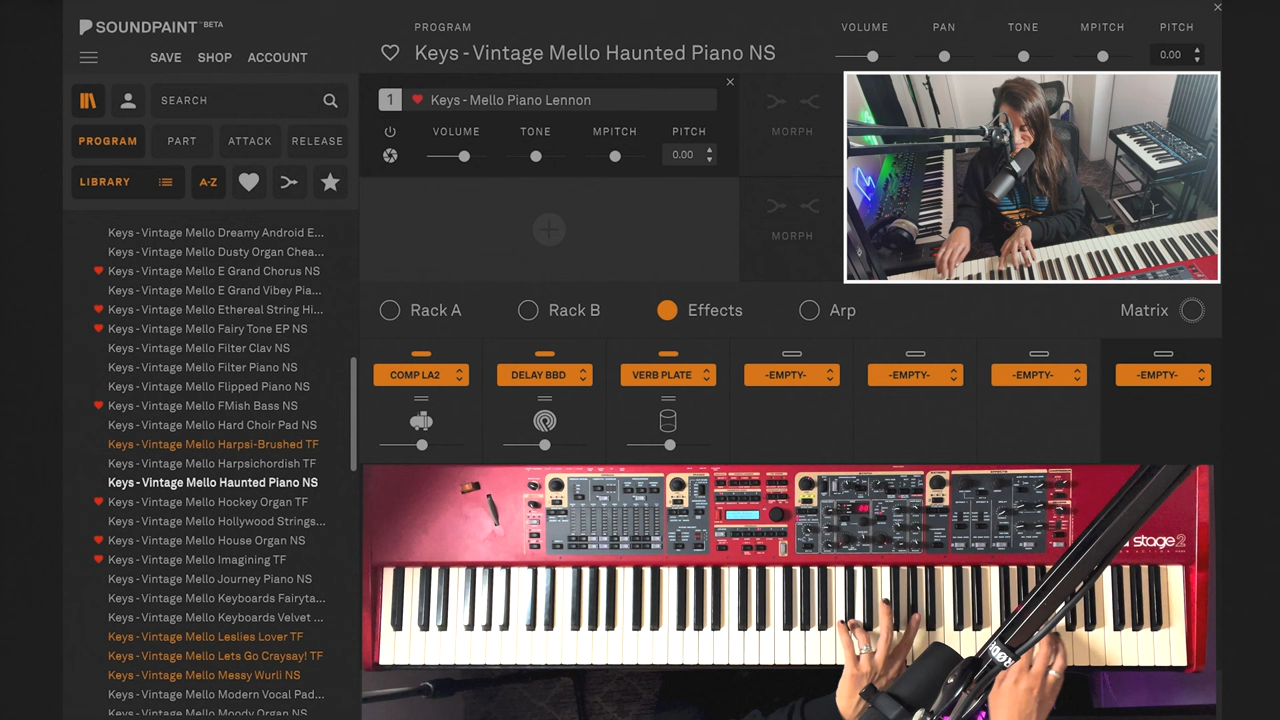 SOUNDPAINT™ BETA
SAVE SHOP ACCOUNT
SEARCH
PROGRAM PART ATTACK RELEASE
LIBRARY A-Z
Keys - Vintage Mello Dreamy Android E...
Keys - Vintage Mello Dusty Organ Chea...
Keys - Vintage Mello E Grand Chorus NS
Keys - Vintage Mello E Grand Vibey Pia...
Keys - Vintage Mello Ethereal String Hi...
Keys - Vintage Mello Fairy Tone EP NS
Keys - Vintage Mello Filter Clav NS
Keys - Vintage Mello Filter Piano NS
Keys - Vintage Mello Flipped Piano NS
Keys - Vintage Mello FMish Bass NS
Keys - Vintage Mello Hard Choir Pad NS
Keys - Vintage Mello Harpsi-Brushed TF
Keys - Vintage Mello Harpsichordish TF
Keys - Vintage Mello Haunted Piano NS
Keys - Vintage Mello Hockey Organ TF
Keys - Vintage Mello Hollywood Strings...
Keys - Vintage Mello House Organ NS
Keys - Vintage Mello Imagining TF
Keys - Vintage Mello Journey Piano NS
Keys - Vintage Mello Keyboards Fairyta...
Keys - Vintage Mello Keyboards Velvet ...
Keys - Vintage Mello Leslies Lover TF
Keys - Vintage Mello Lets Go Craysay! TF
Keys - Vintage Mello Messy Wurli NS
Keys - Vintage Mello Modern Vocal Pad...
Keys - Vintage Mello Moody Organ NS
PROGRAM
Keys - Vintage Mello Haunted Piano NS
VOLUME PAN TONE MPITCH PITCH
0.00
1 Keys - Mello Piano Lennon
VOLUME TONE MPITCH PITCH
0.00
MORPH
MORPH
Rack A Rack B Effects Arp Matrix
COMP LA2 DELAY BBD VERB PLATE -EMPTY- -EMPTY- -EMPTY- -EMPTY-
stage 2
RØDE